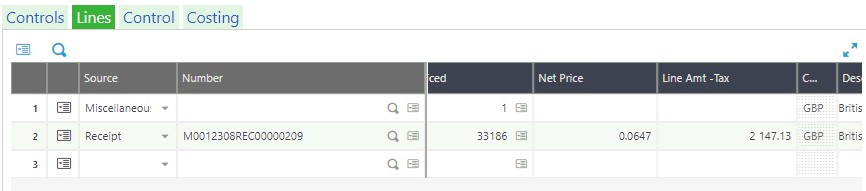 Controls Lines Control Costing
Source Number iced Net Price Line Amt -Tax C... Des
1 Miscellaneou: 1 GBP Britis
2 Receipt M0012308REC00000209 33186 0.0647 2 147.13 GBP Britis
3